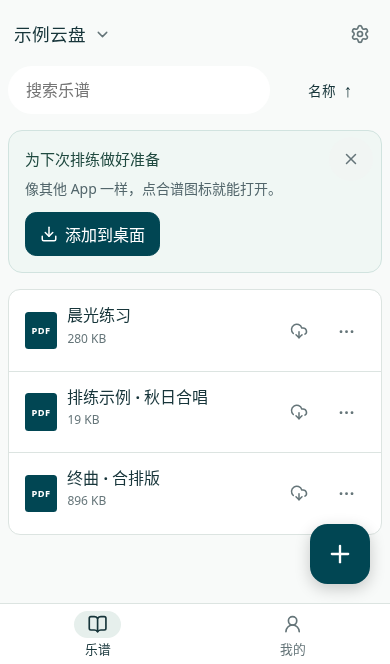 示例云盘
搜索乐谱
名称 ↑
为下次排练做好准备
像其他 App 一样，点合谱图标就能打开。
添加到桌面
PDF
晨光练习
280 KB
PDF
排练示例 · 秋日合唱
19 KB
PDF
终曲 · 合排版
896 KB
乐谱
我的